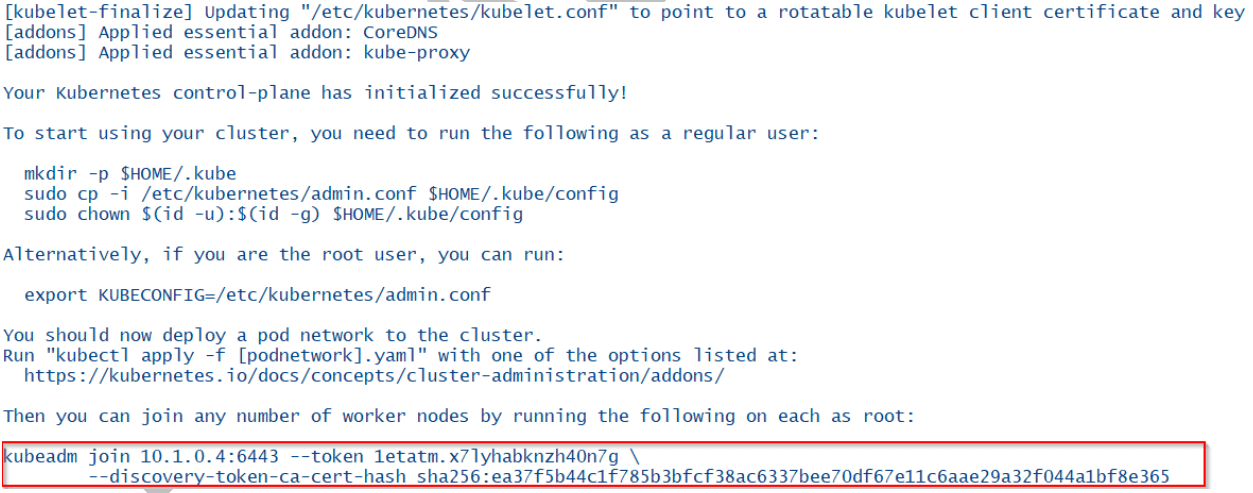 [kubelet-finalize] Updating "/etc/kubernetes/kubelet.conf" to point to a rotatable kubelet client certificate and key
[addons] Applied essential addon: CoreDNS
[addons] Applied essential addon: kube-proxy
Your Kubernetes control-plane has initialized successfully!
To start using your cluster, you need to run the following as a regular user:
mkdir -p $HOME/.kube
sudo cp -i /etc/kubernetes/admin.conf $HOME/.kube/config
sudo chown $(id -u):$(id -g) $HOME/.kube/config
Alternatively, if you are the root user, you can run:
export KUBECONFIG=/etc/kubernetes/admin.conf
You should now deploy a pod network to the cluster.
Run "kubectl apply -f [podnetwork].yaml" with one of the options listed at:
https://kubernetes.io/docs/concepts/cluster-administration/addons/
Then you can join any number of worker nodes by running the following on each as root:
kubeadm join 10.1.0.4:6443 --token 1etatm.x7lyhabknzh40n7g \
--discovery-token-ca-cert-hash sha256:ea37f5b44c1f785b3bfcf38ac6337bee70df67e11c6aae29a32f044a1bf8e365